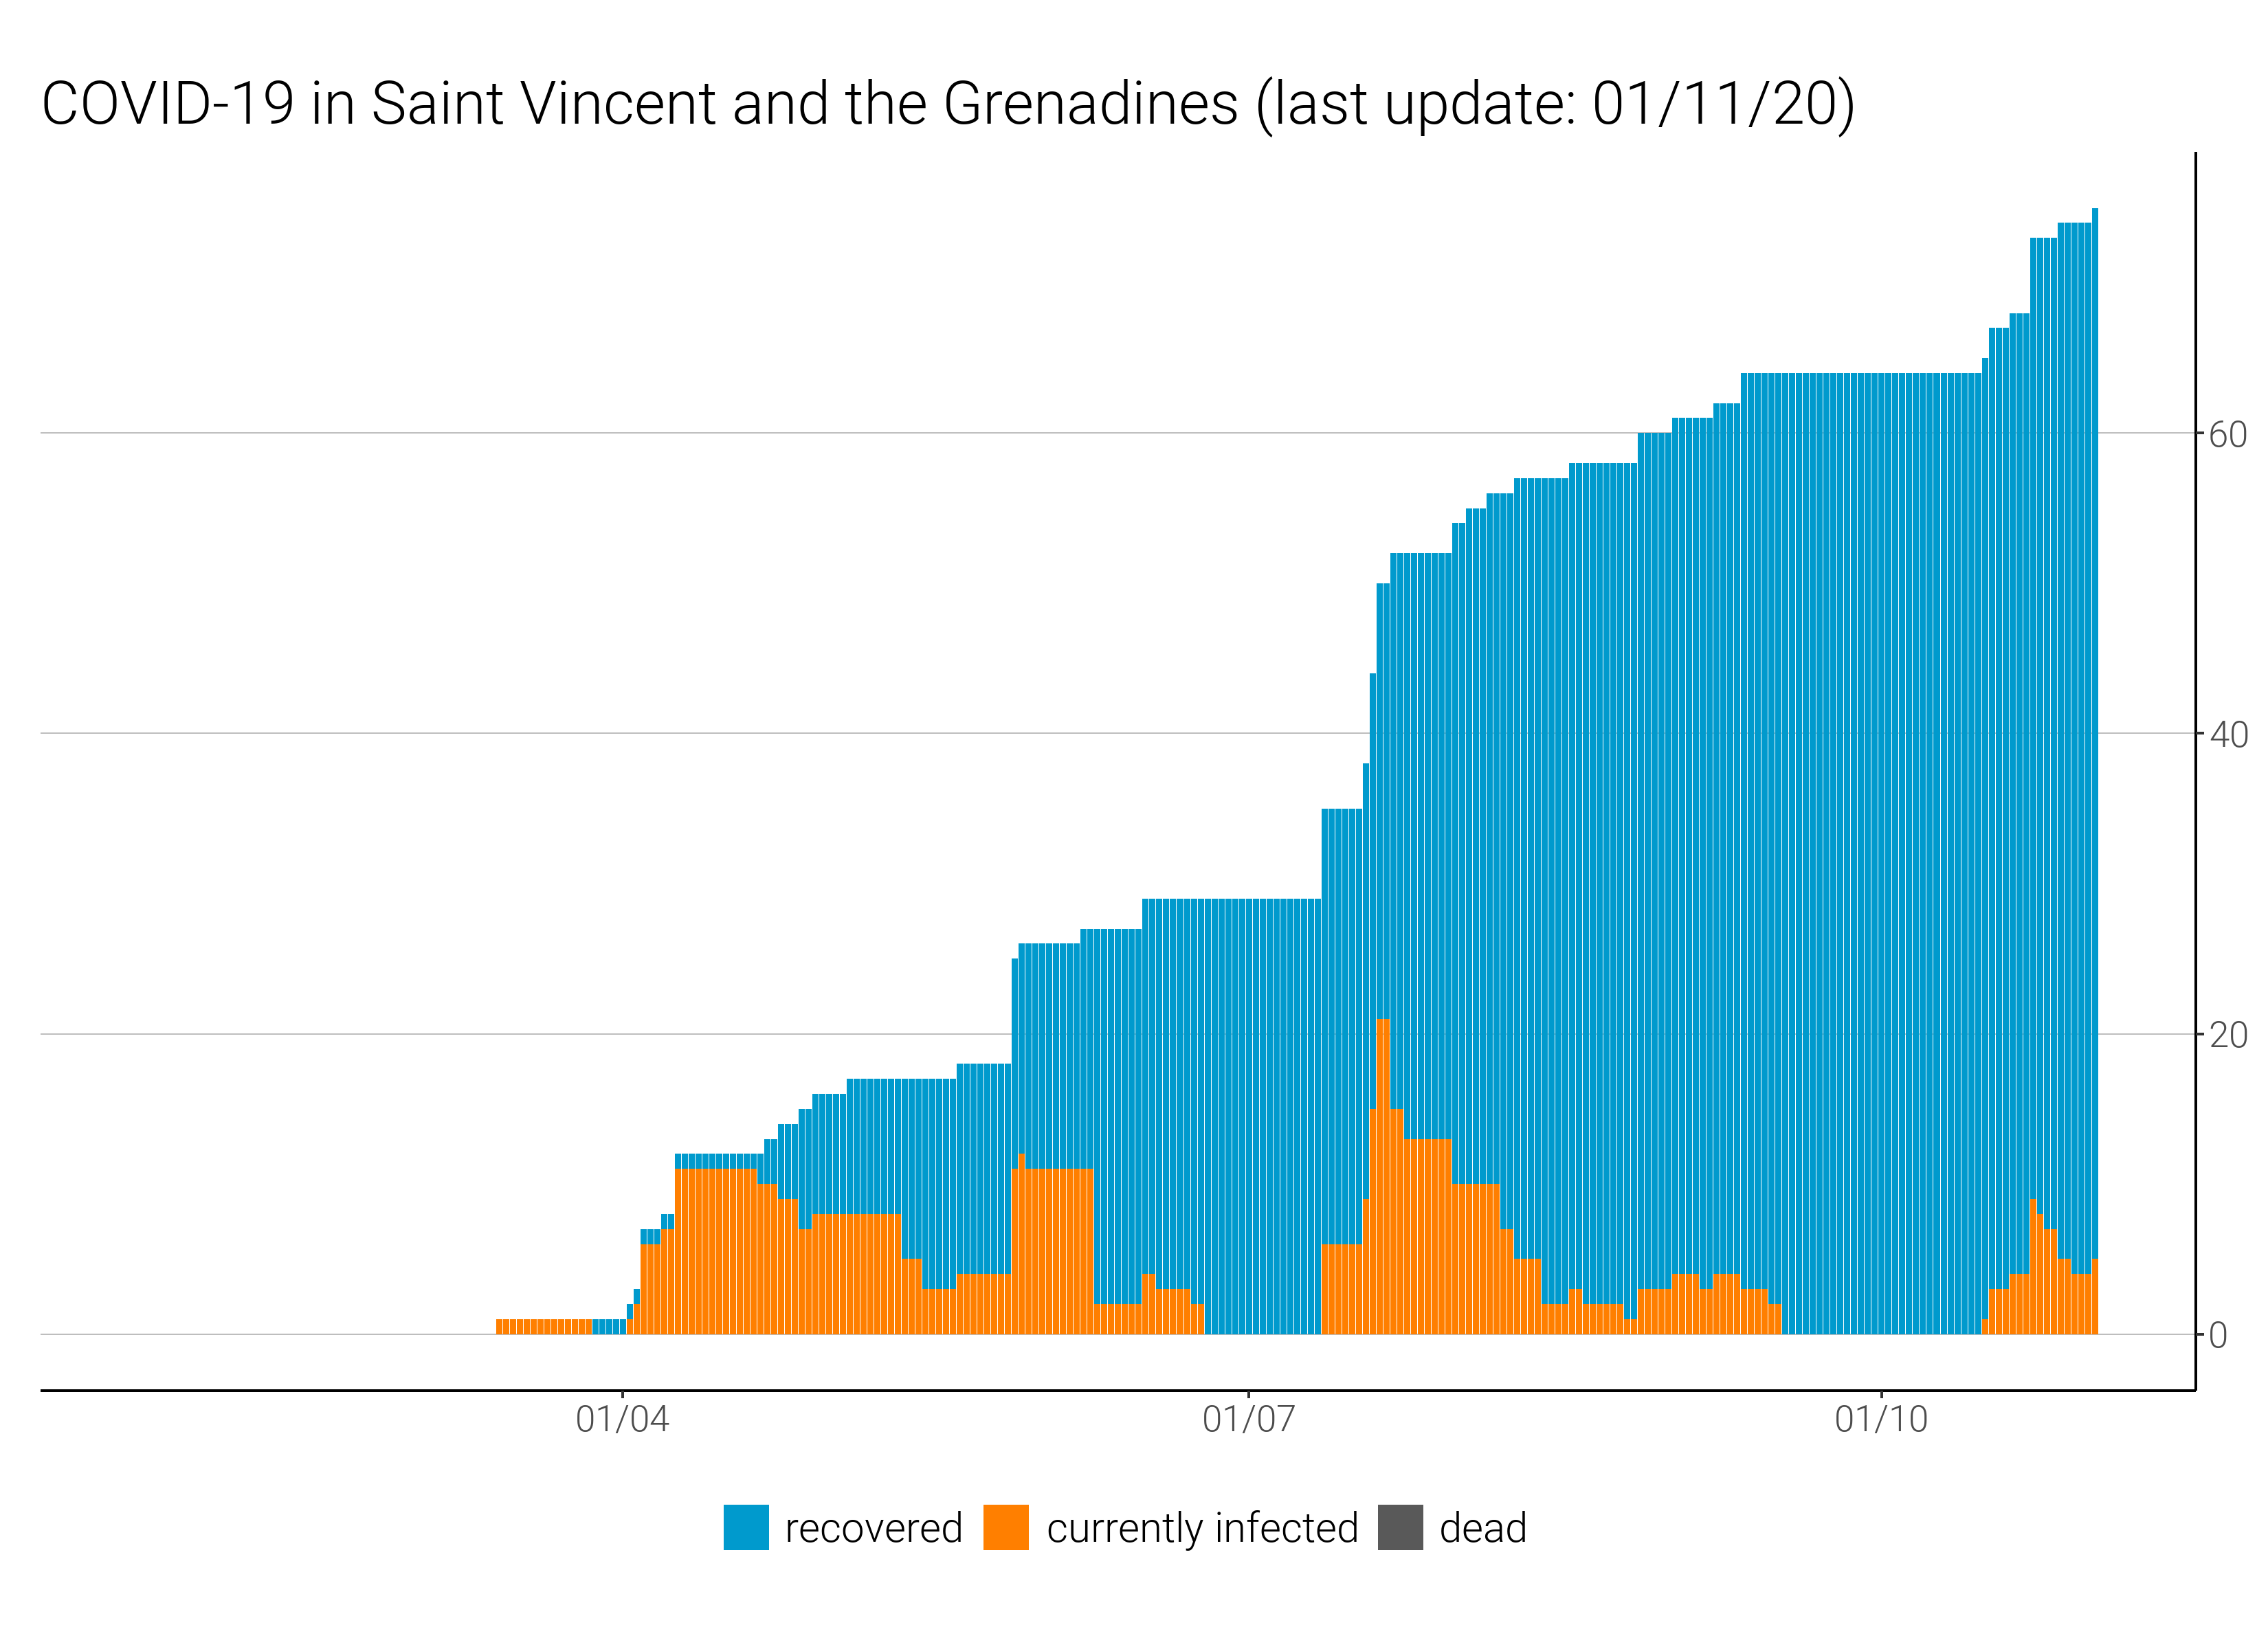 COVID-19 in Saint Vincent and the Grenadines (last update: 01/11/20)
60
40
20
0
01/04 01/07 01/10
recovered currently infected dead